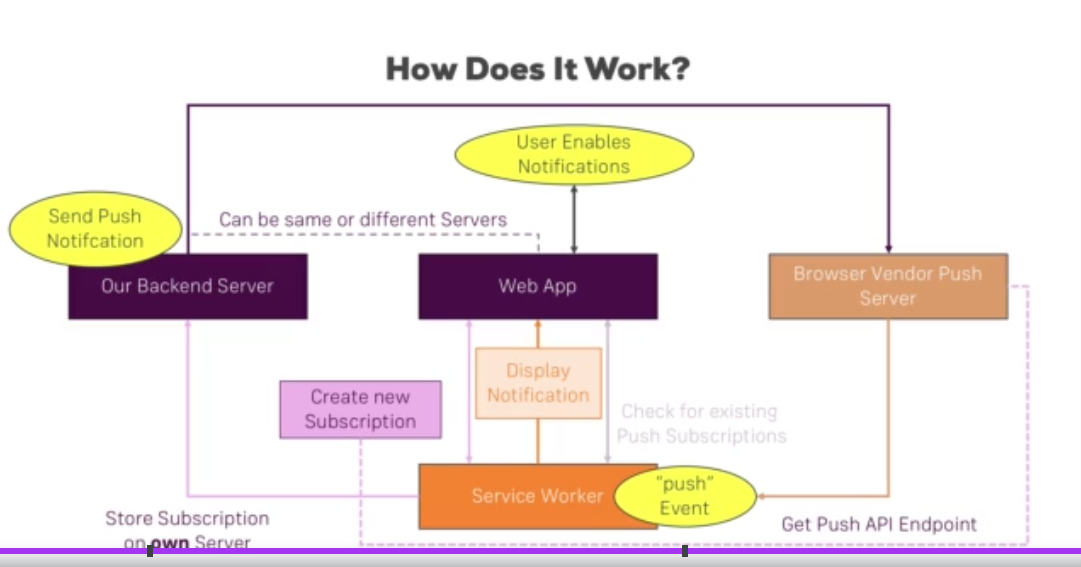 How Does It Work?
User Enables
Notifications
Send Push
Notifcation
Can be same or different Servers
Our Backend Server
Web App
Browser Vendor Push
Server
Display
Notification
Create new
Subscription
Check for existing
Push Subscriptions
Service Worker
"push"
Event
Store Subscription
on own Server
Get Push API Endpoint